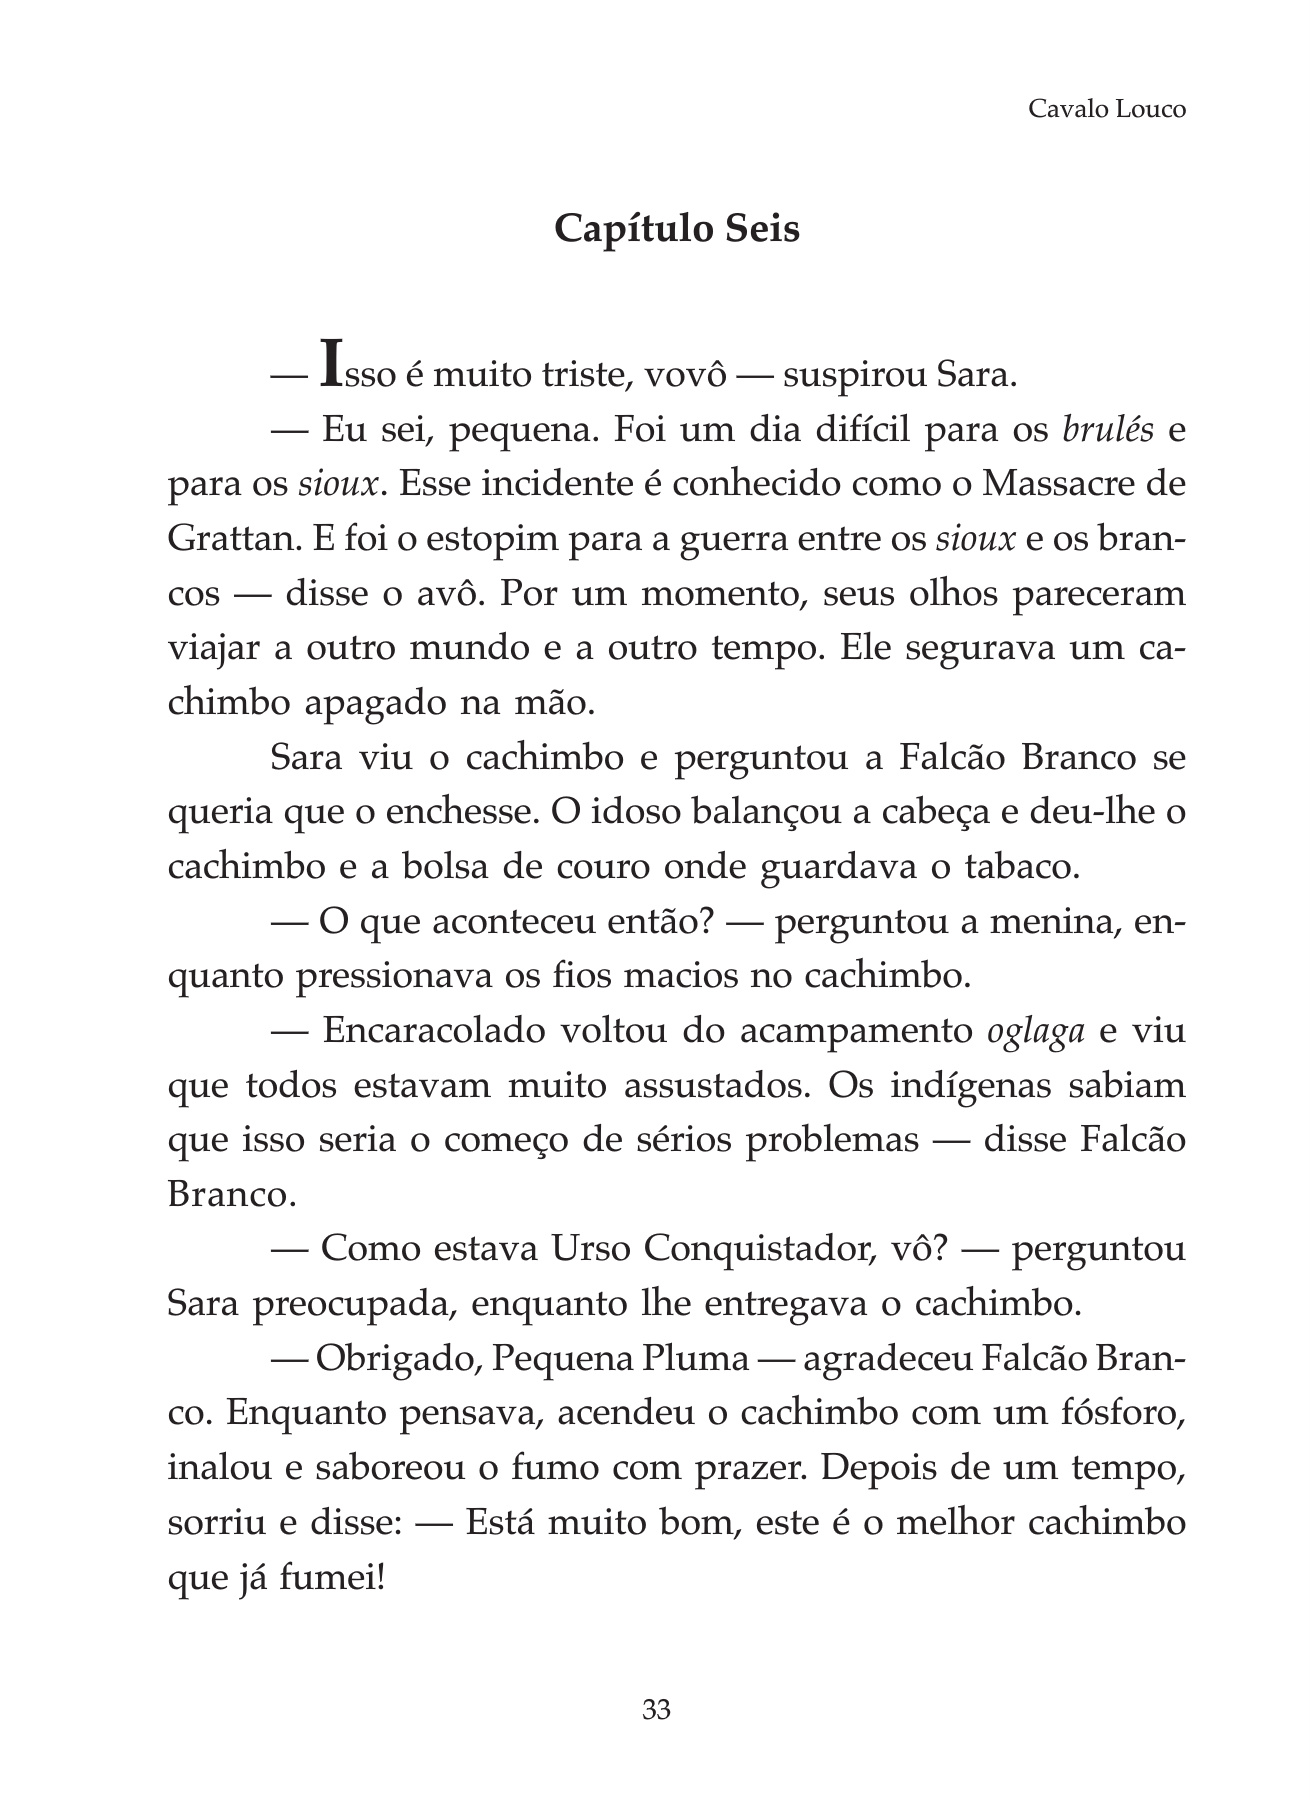 Cavalo Louco
Capítulo Seis
— Isso é muito triste, vovô — suspirou Sara.
— Eu sei, pequena. Foi um dia difícil para os brulés e
para os sioux. Esse incidente é conhecido como o Massacre de
Grattan. E foi o estopim para a guerra entre os sioux e os bran-
cos — disse o avô. Por um momento, seus olhos pareceram
viajar a outro mundo e a outro tempo. Ele segurava um ca-
chimbo apagado na mão.
Sara viu o cachimbo e perguntou a Falcão Branco se
queria que o enchesse. O idoso balançou a cabeça e deu-lhe o
cachimbo e a bolsa de couro onde guardava o tabaco.
— O que aconteceu então? — perguntou a menina, en-
quanto pressionava os fios macios no cachimbo.
— Encaracolado voltou do acampamento oglaga e viu
que todos estavam muito assustados. Os indígenas sabiam
que isso seria o começo de sérios problemas — disse Falcão
Branco.
— Como estava Urso Conquistador, vô? — perguntou
Sara preocupada, enquanto lhe entregava o cachimbo.
— Obrigado, Pequena Pluma — agradeceu Falcão Bran-
co. Enquanto pensava, acendeu o cachimbo com um fósforo,
inalou e saboreou o fumo com prazer. Depois de um tempo,
sorriu e disse: — Está muito bom, este é o melhor cachimbo
que já fumei!
33